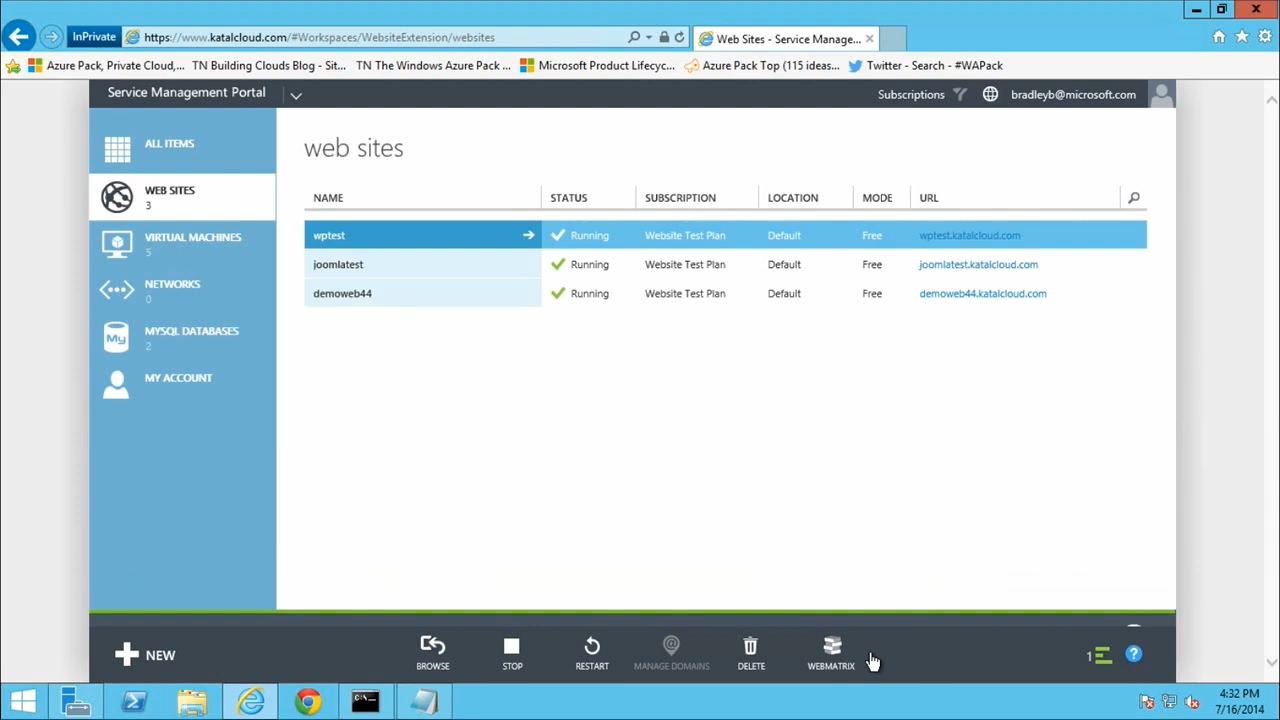 InPrivate
https://www.katalcloud.com/#Workspaces/WebsiteExtension/websites
Web Sites - Service Manage...
Azure Pack, Private Cloud,...
TN Building Clouds Blog - Sit...
TN The Windows Azure Pack ...
Microsoft Product Lifecyc...
Azure Pack Top (115 ideas...
Twitter - Search - #WAPack
Service Management Portal
Subscriptions
bradleyb@microsoft.com
ALL ITEMS
WEB SITES
3
VIRTUAL MACHINES
5
NETWORKS
0
My
MYSQL DATABASES
2
MY ACCOUNT
web sites
NAME STATUS SUBSCRIPTION LOCATION MODE URL
wptest Running Website Test Plan Default Free wptest.katalcloud.com
joomlatest Running Website Test Plan Default Free joomlatest.katalcloud.com
demoweb44 Running Website Test Plan Default Free demoweb44.katalcloud.com
NEW
BROWSE
STOP
RESTART
MANAGE DOMAINS
DELETE
WEBMATRIX
1
?
C:\
4:32 PM
7/16/2014